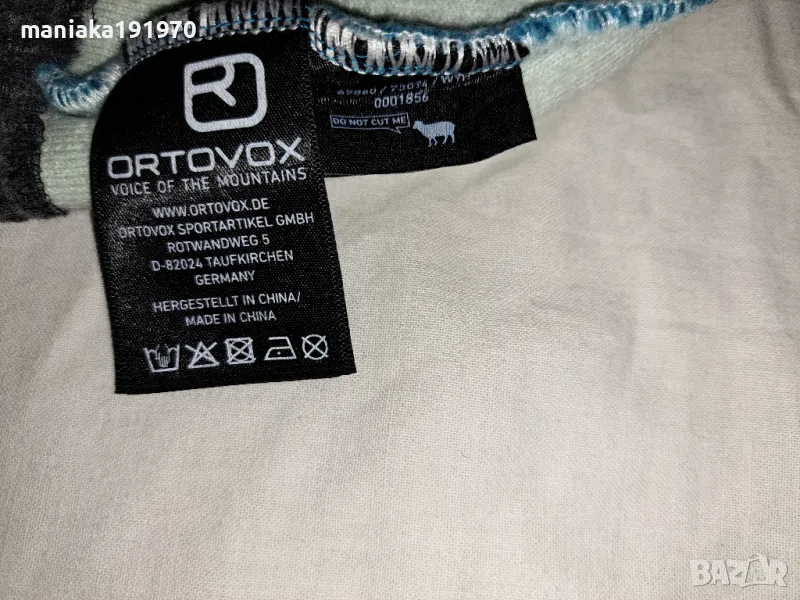 maniaka191970
ORTOVOX
VOICE OF THE MOUNTAINS
WWW.ORTOVOX.DE
ORTOVOX SPORTARTIKEL GMBH
ROTWANDWEG 5
D-82024 TAUFKIRCHEN
GERMANY
HERGESTELLT IN CHINA/
MADE IN CHINA
0001856
DO NOT CUT ME
BAZAR